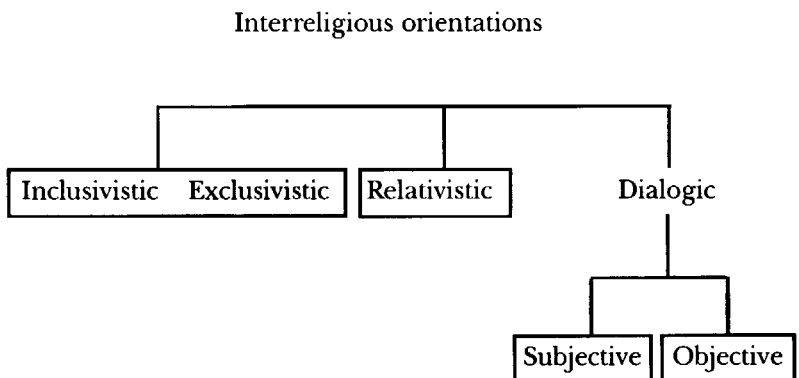 Interreligious orientations
Inclusivistic Exclusivistic Relativistic Dialogic
Subjective Objective